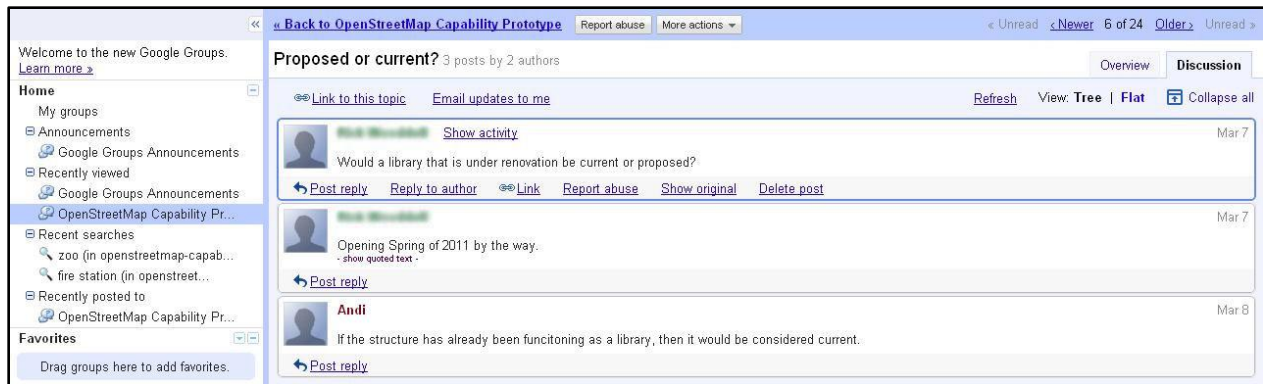 «
Welcome to the new Google Groups.
Learn more »
Home
My groups
Announcements
Google Groups Announcements
Recently viewed
Google Groups Announcements
OpenStreetMap Capability Pr...
Recent searches
zoo (in openstreetmap-capab...
fire station (in openstreet...
Recently posted to
OpenStreetMap Capability Pr...
Favorites
Drag groups here to add favorites.
« Back to OpenStreetMap Capability Prototype Report abuse More actions « Unread ‹ Newer 6 of 24 Older › Unread »
Proposed or current? 3 posts by 2 authors Overview Discussion
Link to this topic Email updates to me Refresh View: Tree | Flat Collapse all
Show activity Mar 7
Would a library that is under renovation be current or proposed?
Post reply Reply to author Link Report abuse Show original Delete post
Mar 7
Opening Spring of 2011 by the way.
- show quoted text -
Post reply
Andi Mar 8
If the structure has already been funcitoning as a library, then it would be considered current.
Post reply